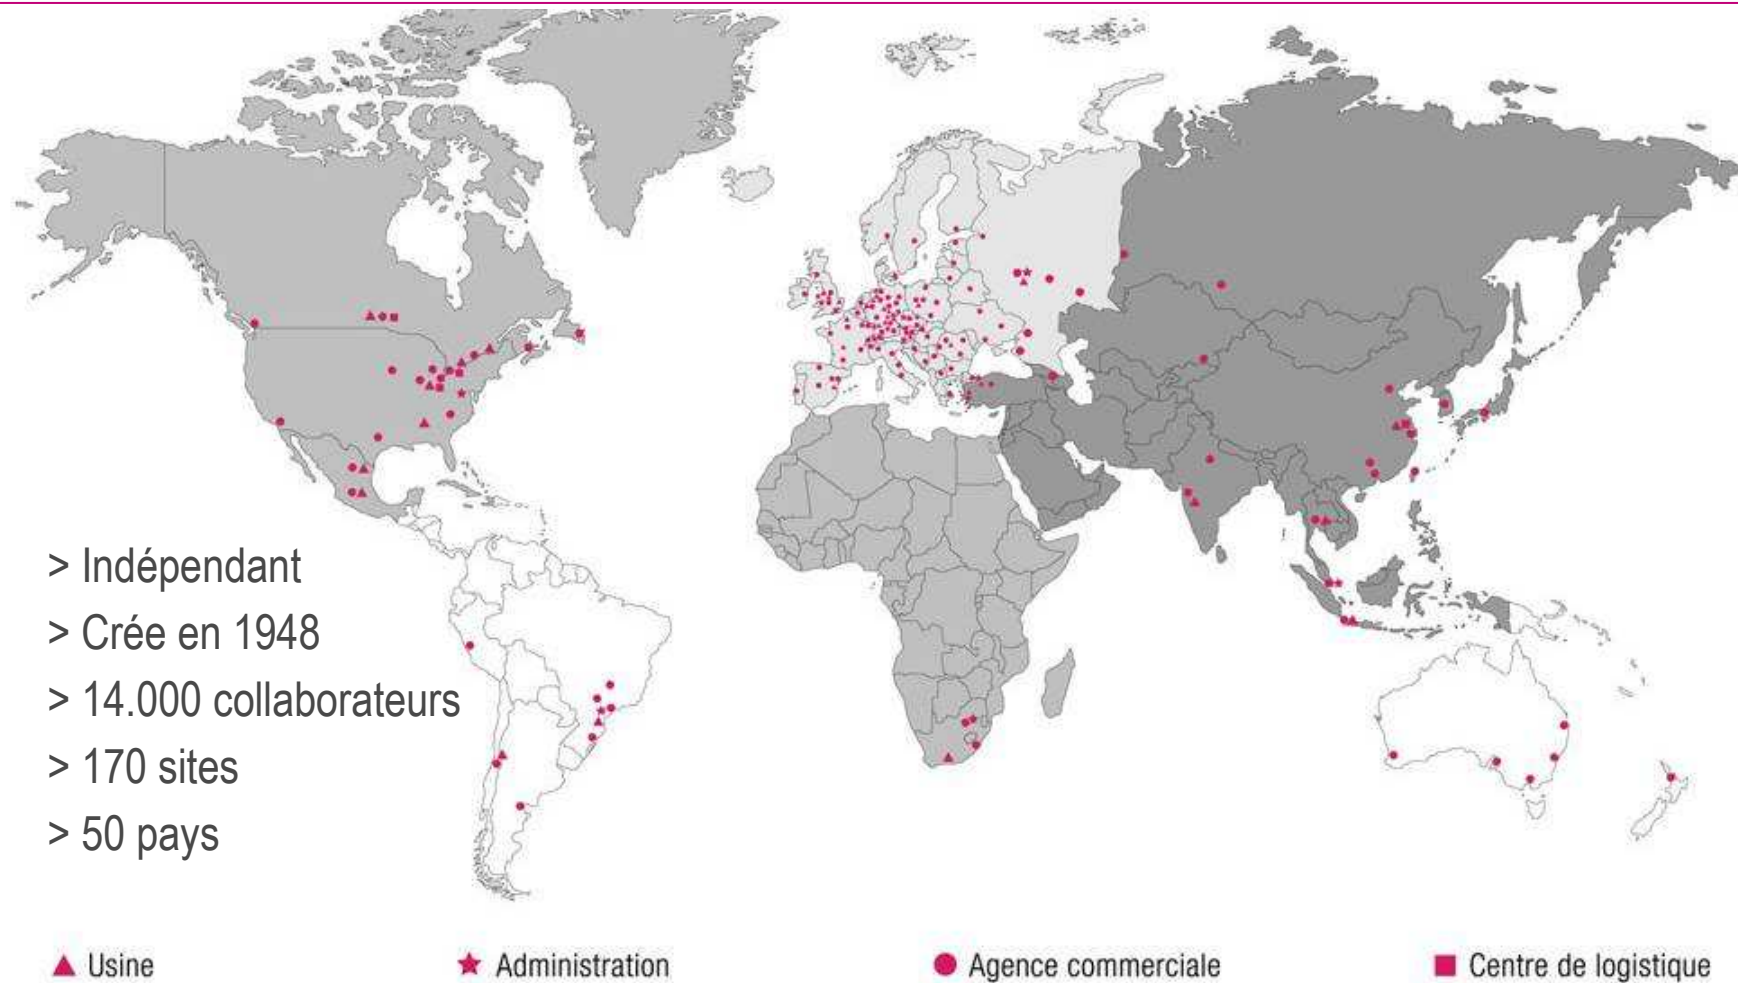 > Indépendant
> Crée en 1948
> 14.000 collaborateurs
> 170 sites
> 50 pays
Usine
Administration
Agence commerciale
Centre de logistique